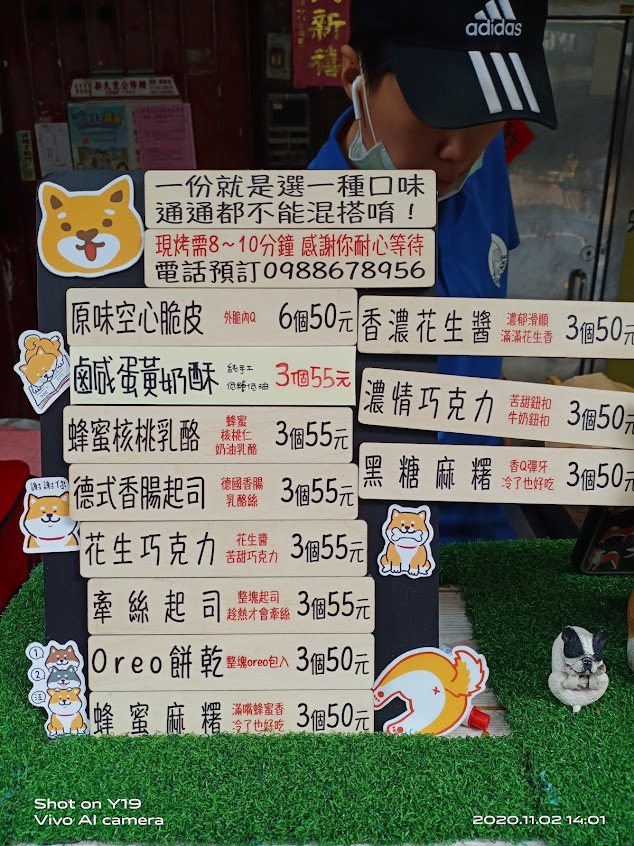 新禧
adidas
一份就是選一種口味
通通都不能混搭唷！
現烤需8～10分鐘 感謝你耐心等待
電話預訂0988678956
原味空心脆皮 外脆內Q 6個50元
鹵咸蛋黃奶酥 純手工 低糖低油 3個55元
蜂蜜核桃乳酪 蜂蜜 核桃仁 奶油乳酪 3個55元
德式香腸起司 德國香腸 乳酪絲 3個55元
花生巧克力 花生醬 苦甜巧克力 3個55元
牽絲起司 整塊起司 趁熱才會牽絲 3個55元
Oreo餅乾 整塊oreo包入 3個50元
蜂蜜麻糬 滿嘴蜂蜜香 冷了也好吃 3個50元
香濃花生醬 濃郁滑順 滿滿花生香 3個50元
濃情巧克力 苦甜鈕扣 牛奶鈕扣 3個50元
黑糖麻糬 香Q彈牙 冷了也好吃 3個50元
謝謝您
1
2
Shot on Y19
Vivo AI camera
2020.11.02 14:01